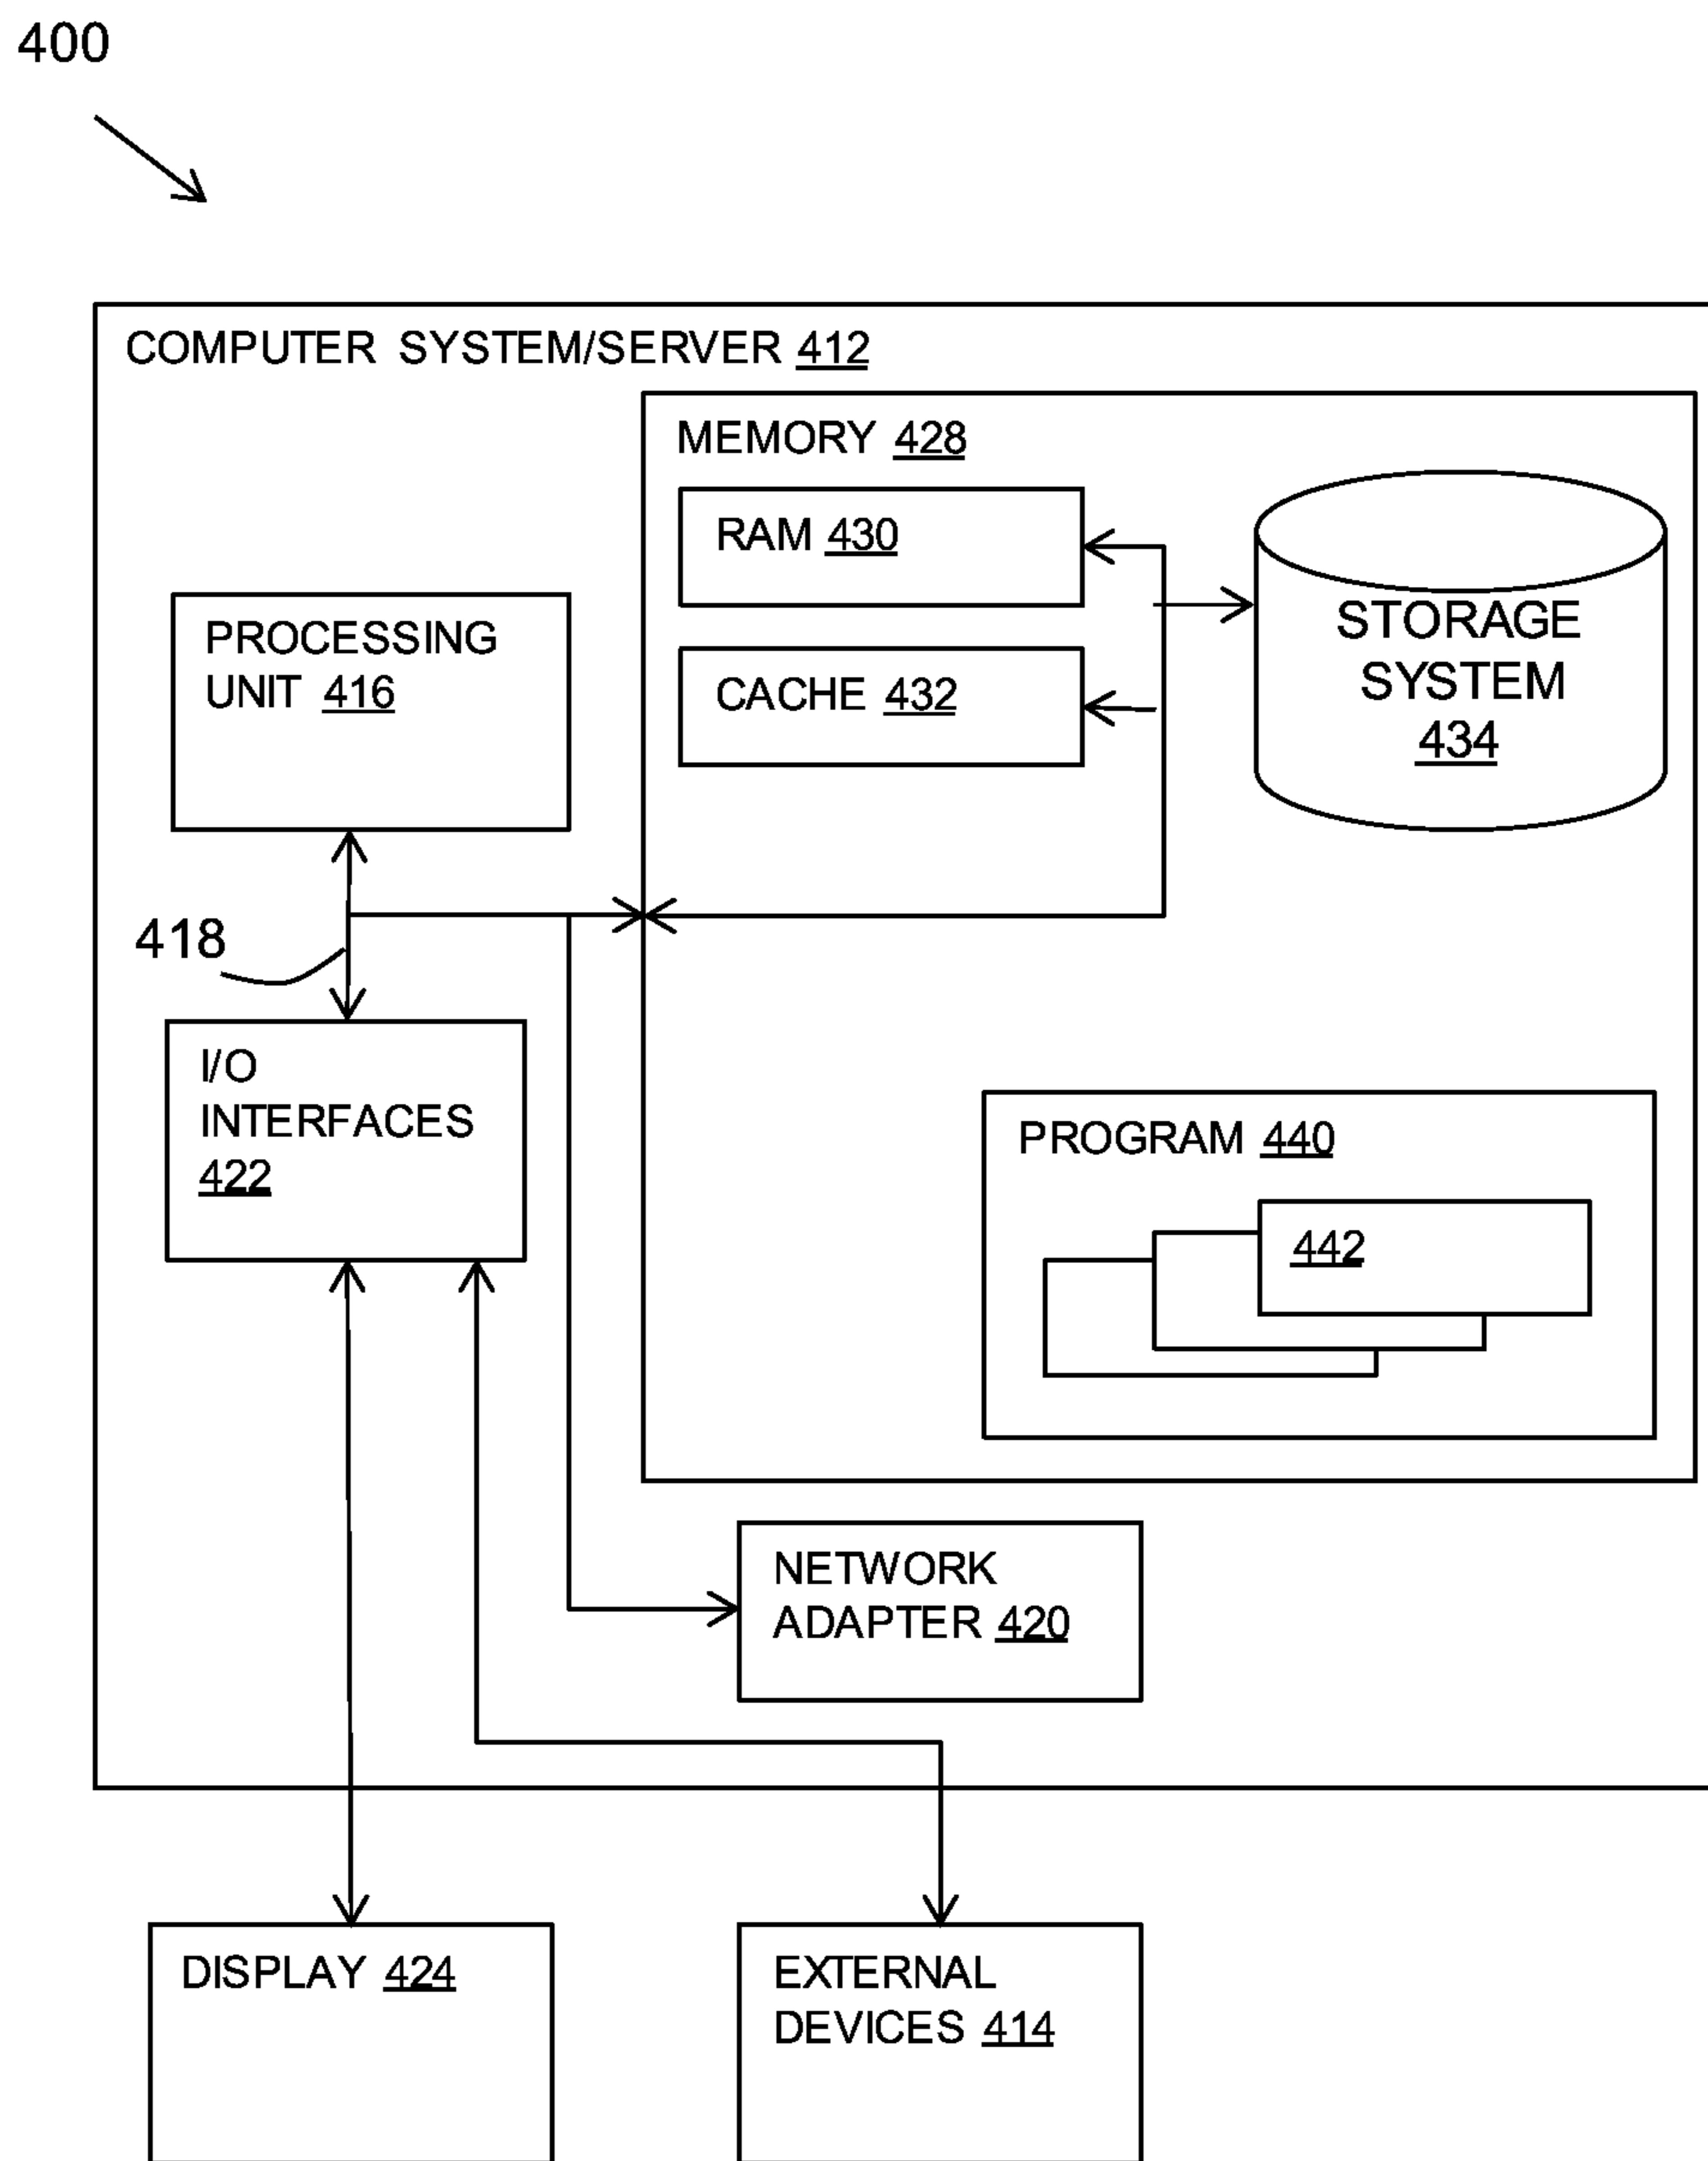 400
COMPUTER SYSTEM/SERVER 412
MEMORY 428
RAM 430
STORAGE
SYSTEM
434
PROCESSING
UNIT 416
CACHE 432
418
I/O
INTERFACES
422
PROGRAM 440
442
NETWORK
ADAPTER 420
DISPLAY 424
EXTERNAL
DEVICES 414